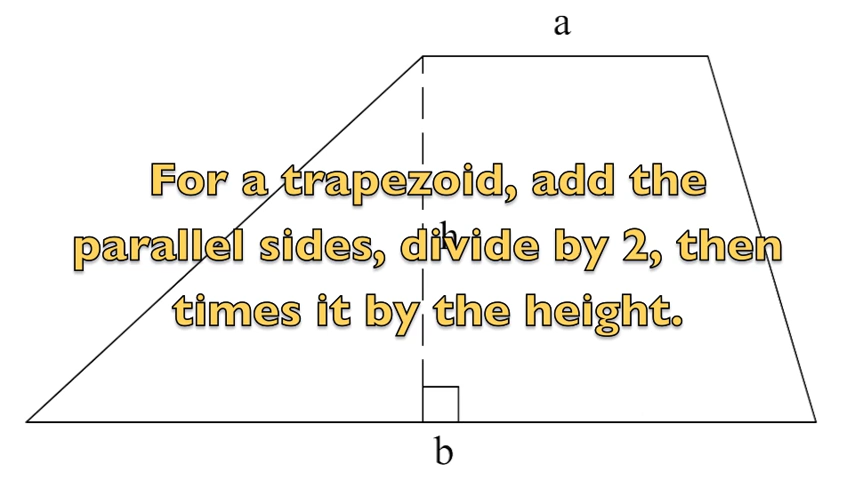 a
For a trapezoid, add the
h
parallel sides, divide by 2, then
times it by the height.
b